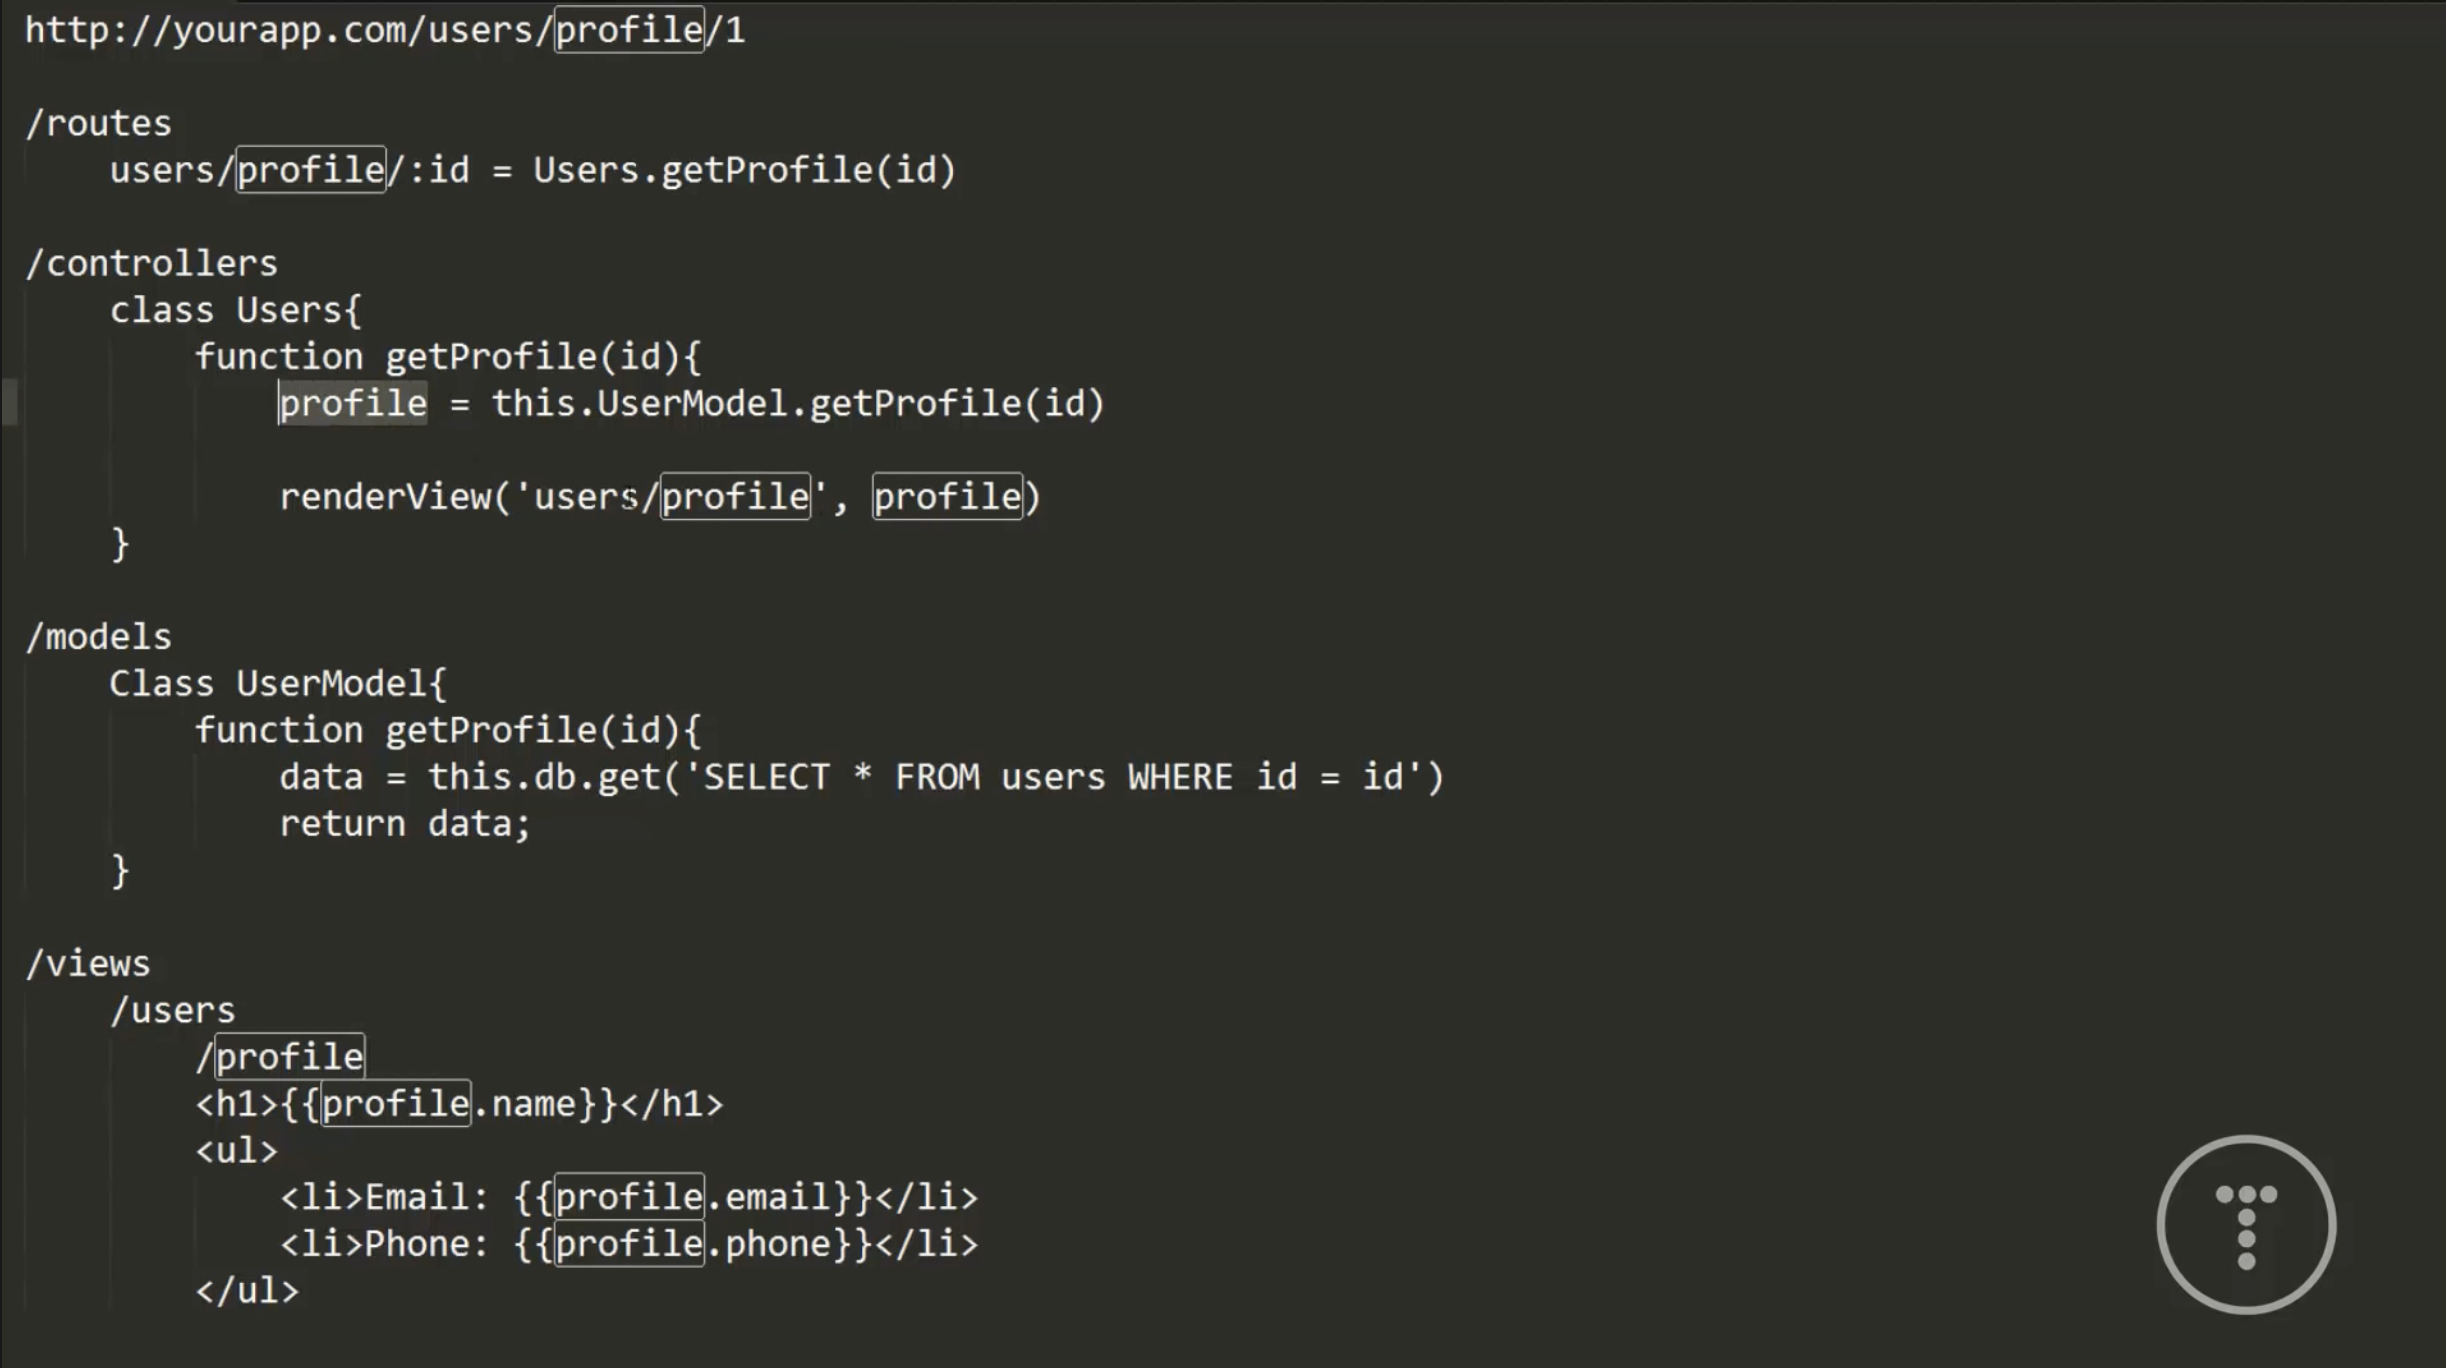 http://yourapp.com/users/profile/1
/routes
users/profile/:id = Users.getProfile(id)
/controllers
class Users{
function getProfile(id){
profile = this.UserModel.getProfile(id)
renderView('users/profile', profile)
}
/models
Class UserModel{
function getProfile(id){
data = this.db.get('SELECT * FROM users WHERE id = id')
return data;
}
/views
/users
/profile
<h1>{{profile.name}}</h1>
<ul>
<li>Email: {{profile.email}}</li>
<li>Phone: {{profile.phone}}</li>
</ul>